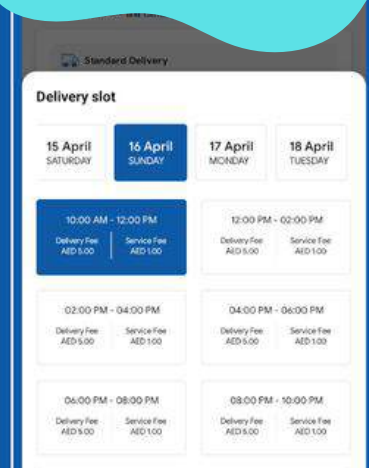 Standard Delivery
Delivery slot
15 April 16 April 17 April 18 April
SATURDAY SUNDAY MONDAY TUESDAY
10:00 AM - 12:00 PM 12:00 PM - 02:00 PM
Delivery Fee Service Fee Delivery Fee Service Fee
AED 5.00 AED 1.00 AED 5.00 AED 1.00
02:00 PM - 04:00 PM 04:00 PM - 06:00 PM
Delivery Fee Service Fee Delivery Fee Service Fee
AED 5.00 AED 1.00 AED 5.00 AED 1.00
06:00 PM - 08:00 PM 08:00 PM - 10:00 PM
Delivery Fee Service Fee Delivery Fee Service Fee
AED 5.00 AED 1.00 AED 5.00 AED 1.00